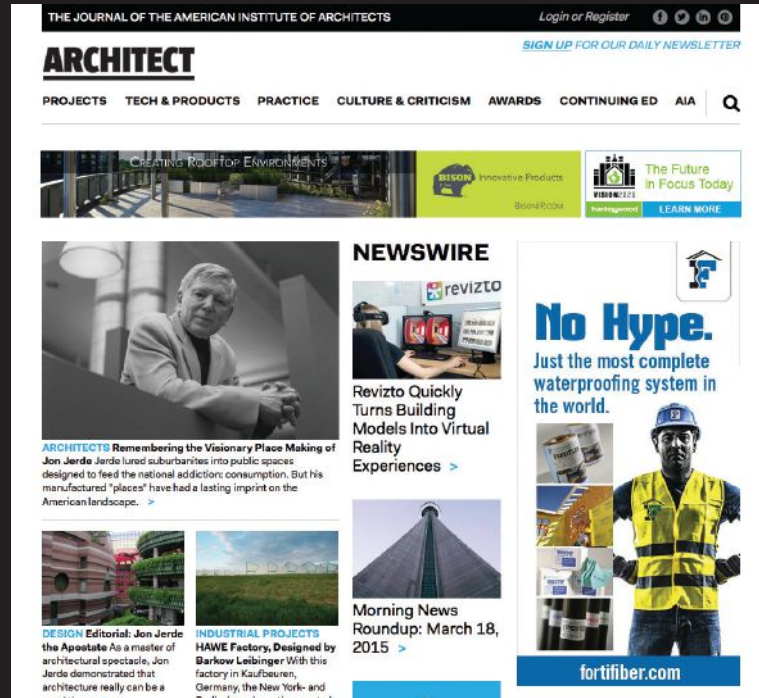 THE JOURNAL OF THE AMERICAN INSTITUTE OF ARCHITECTS
Login or Register
SIGN UP FOR OUR DAILY NEWSLETTER
ARCHITECT
PROJECTS TECH & PRODUCTS PRACTICE CULTURE & CRITICISM AWARDS CONTINUING ED AIA
CREATING ROOFTOP ENVIRONMENTS
BISON Innovative Products
BISONIP.COM
VISION 2020
The Future
in Focus Today
hanleywood LEARN MORE
ARCHITECTS Remembering the Visionary Place Making of
Jon Jerde Jerde lured suburbanites into public spaces
designed to feed the national addiction: consumption. But his
manufactured "places" have had a lasting imprint on the
American landscape. >
DESIGN Editorial: Jon Jerde
the Apostate As a master of
architectural spectacle, Jon
Jerde demonstrated that
architecture really can be a
INDUSTRIAL PROJECTS
HAWE Factory, Designed by
Barkow Leibinger With this
factory in Kaufbeuren,
Germany, the New York- and
NEWSWIRE
revizto
Revizto Quickly
Turns Building
Models Into Virtual
Reality
Experiences >
Morning News
Roundup: March 18,
2015 >
No Hype.
Just the most complete
waterproofing system in
the world.
fortifiber.com